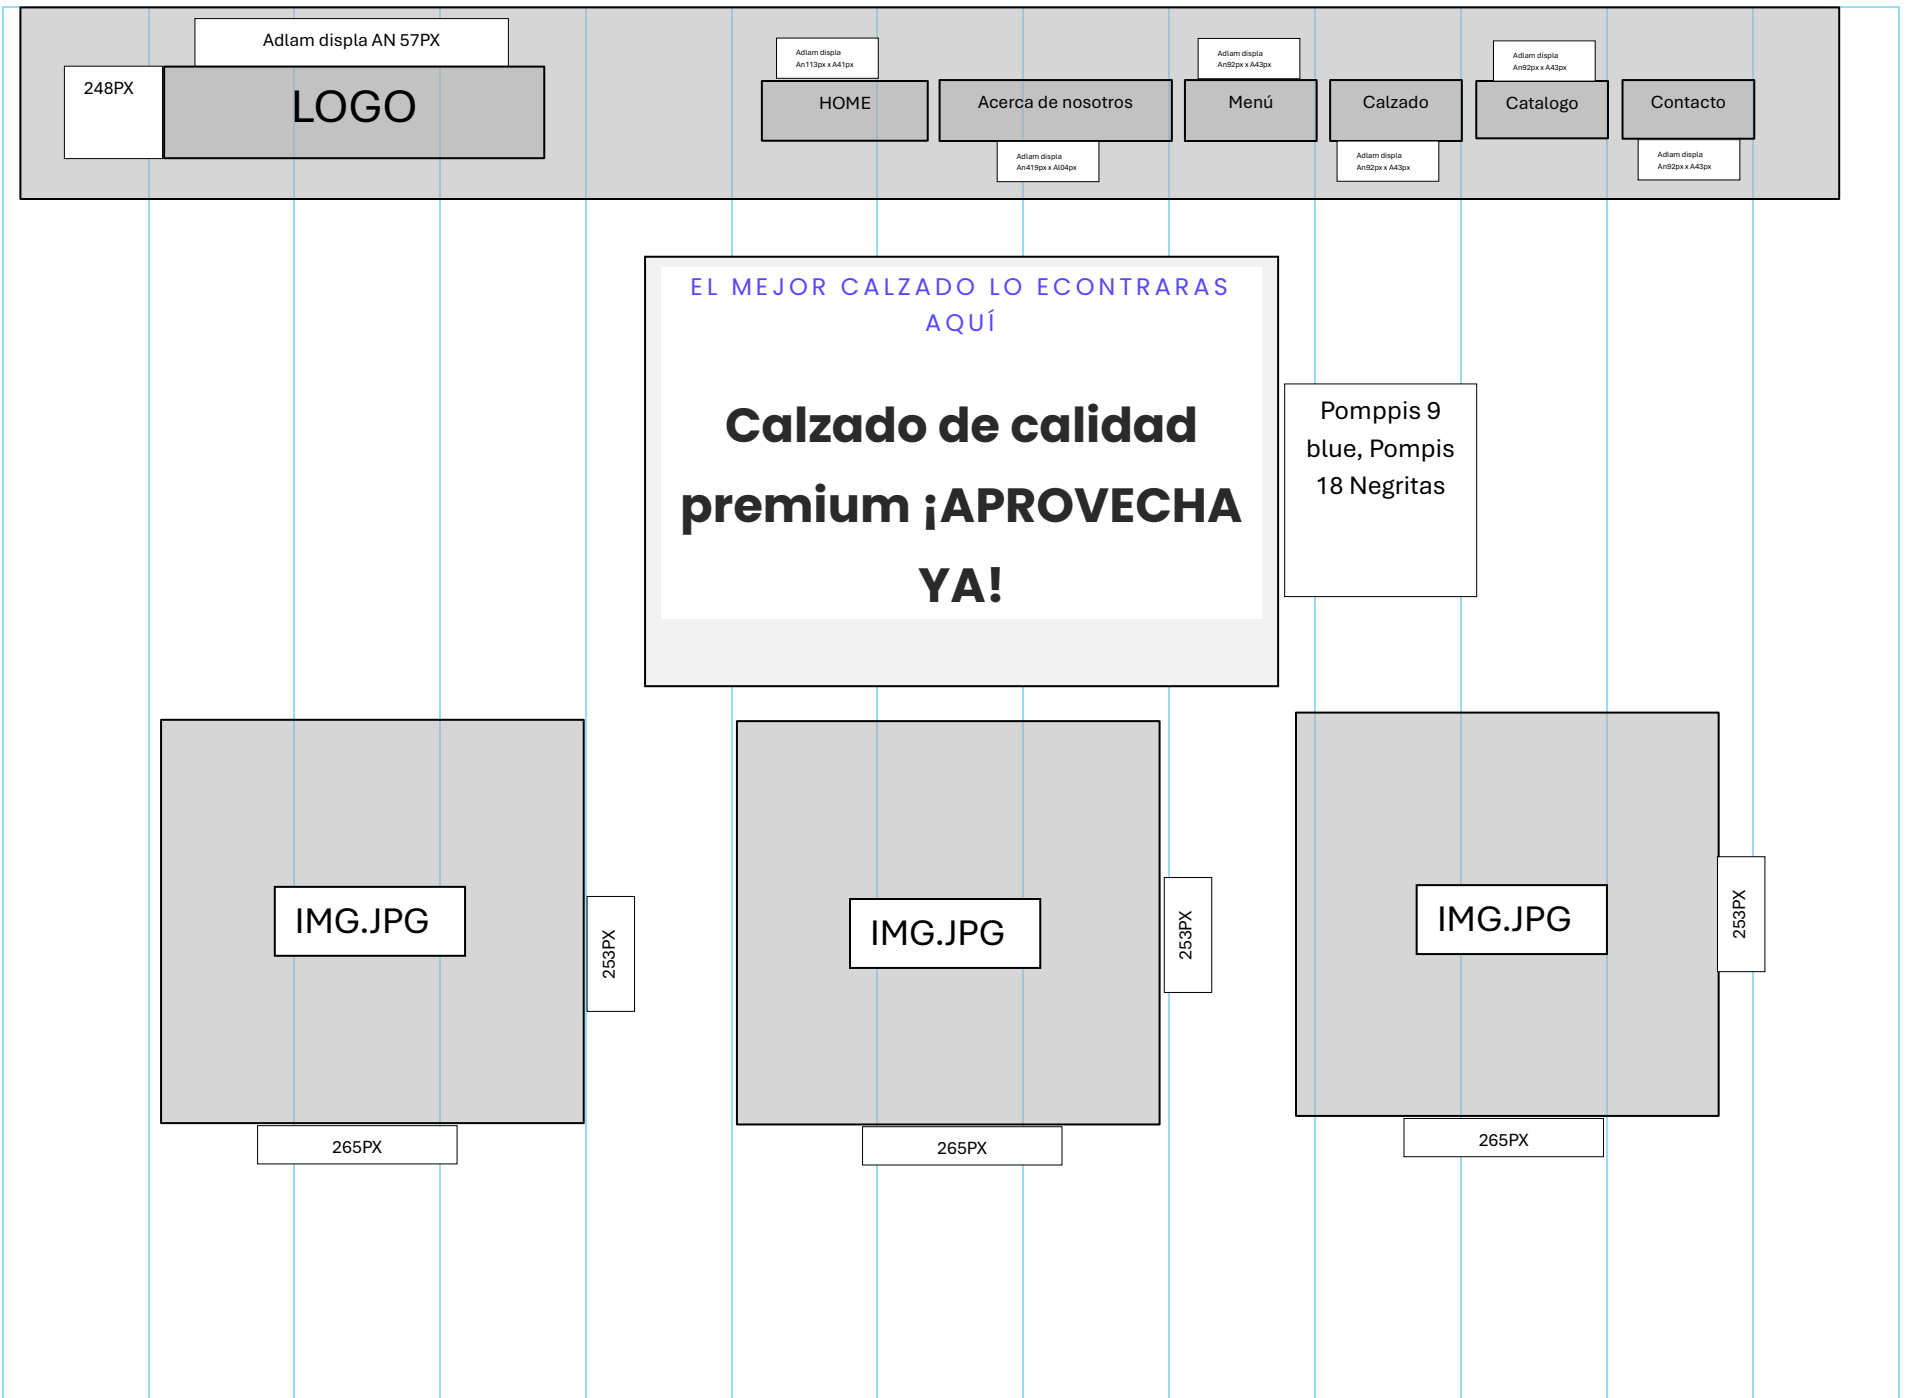 Adlam displa AN 57PX
248PX
LOGO
Adlam displa
An113px x A41px
HOME
Acerca de nosotros
Adlam displa
An419px x Al04px
Adlam displa
An92px x A43px
Menú
Calzado
Adlam displa
An92px x A43px
Adlam displa
An92px x A43px
Catalogo
Contacto
Adlam displa
An92px x A43px
EL MEJOR CALZADO LO ECONTRARAS
AQUÍ
Calzado de calidad
premium ¡APROVECHA
YA!
Pomppis 9
blue, Pompis
18 Negritas
IMG.JPG
253PX
265PX
IMG.JPG
253PX
265PX
IMG.JPG
253PX
265PX